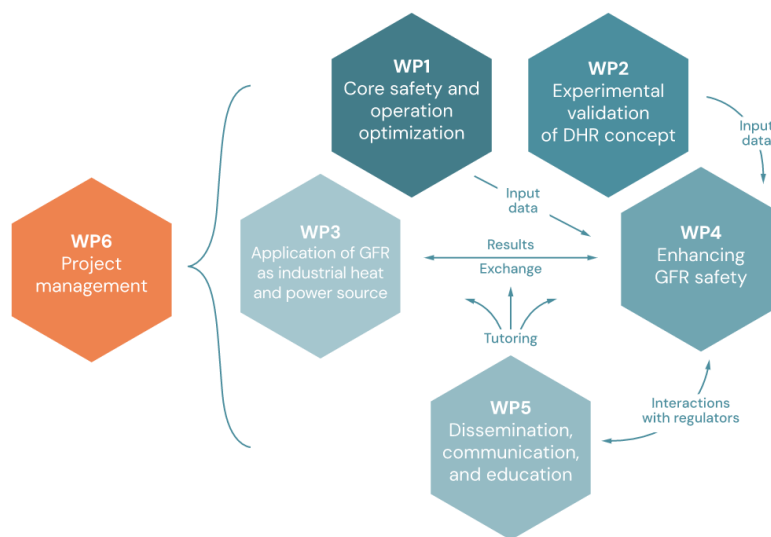 WP1
Core safety and
operation
optimization
WP2
Experimental
validation
of DHR concept
Input
data
Input
data
WP3
Application of GFR
as industrial heat
and power source
Results
Exchange
WP4
Enhancing
GFR safety
WP6
Project
management
Tutoring
Interactions
with regulators
WP5
Dissemination,
communication,
and education